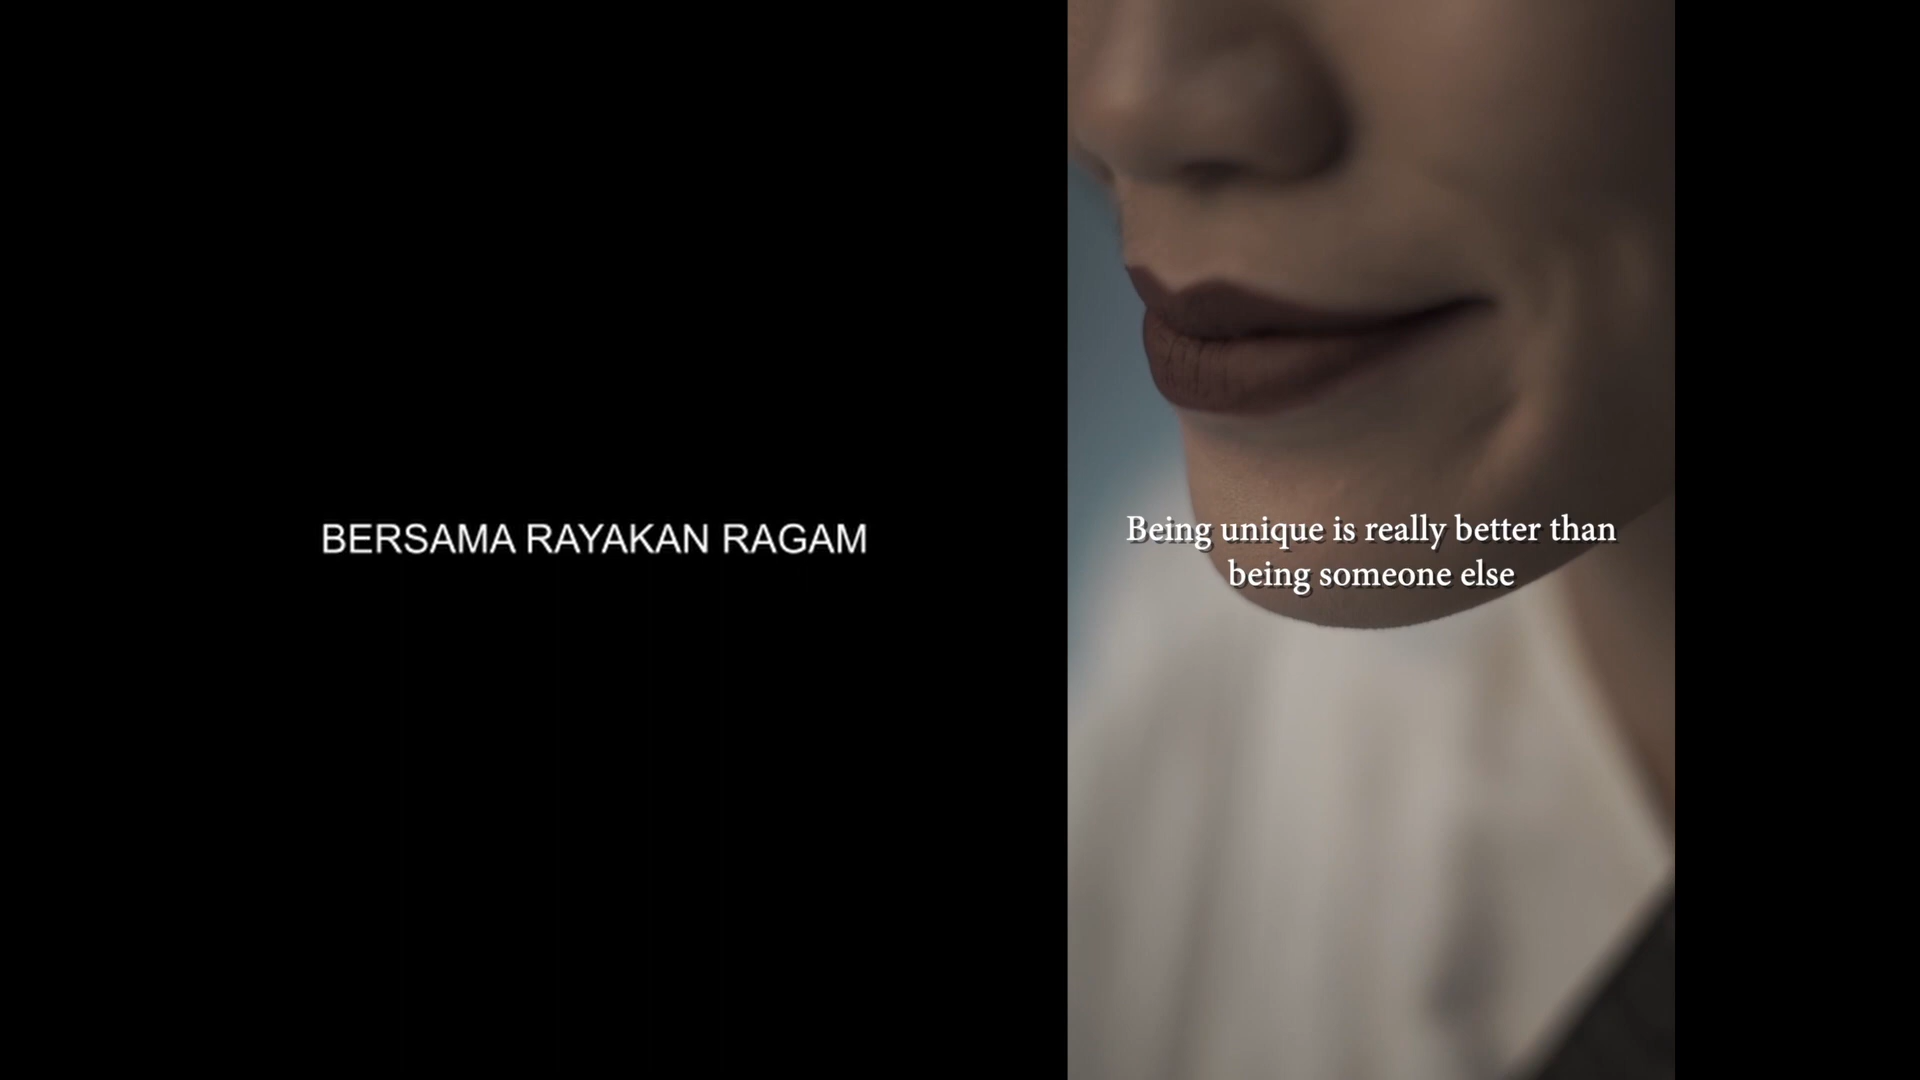 BERSAMA RAYAKAN RAGAM
Being unique is really better than
being someone else